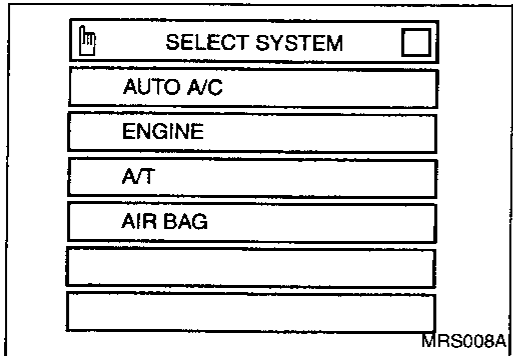 SELECT SYSTEM
AUTO A/C
ENGINE
A/T
AIR BAG
MRS008A